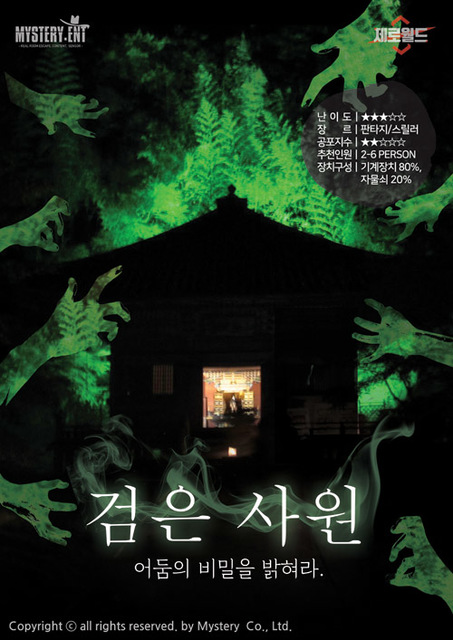 MYSTERY.ENT
제로월드
난 이 도 | ★★★☆☆
장 르 | 판타지/스릴러
공포지수 | ★★☆☆☆
추천인원 | 2-6 PERSON
장치구성 | 기계장치 80%,
자물쇠 20%
검은 사원
어둠의 비밀을 밝혀라.
Copyright ⓒ all rights reserved. by Mystery Co., Ltd.